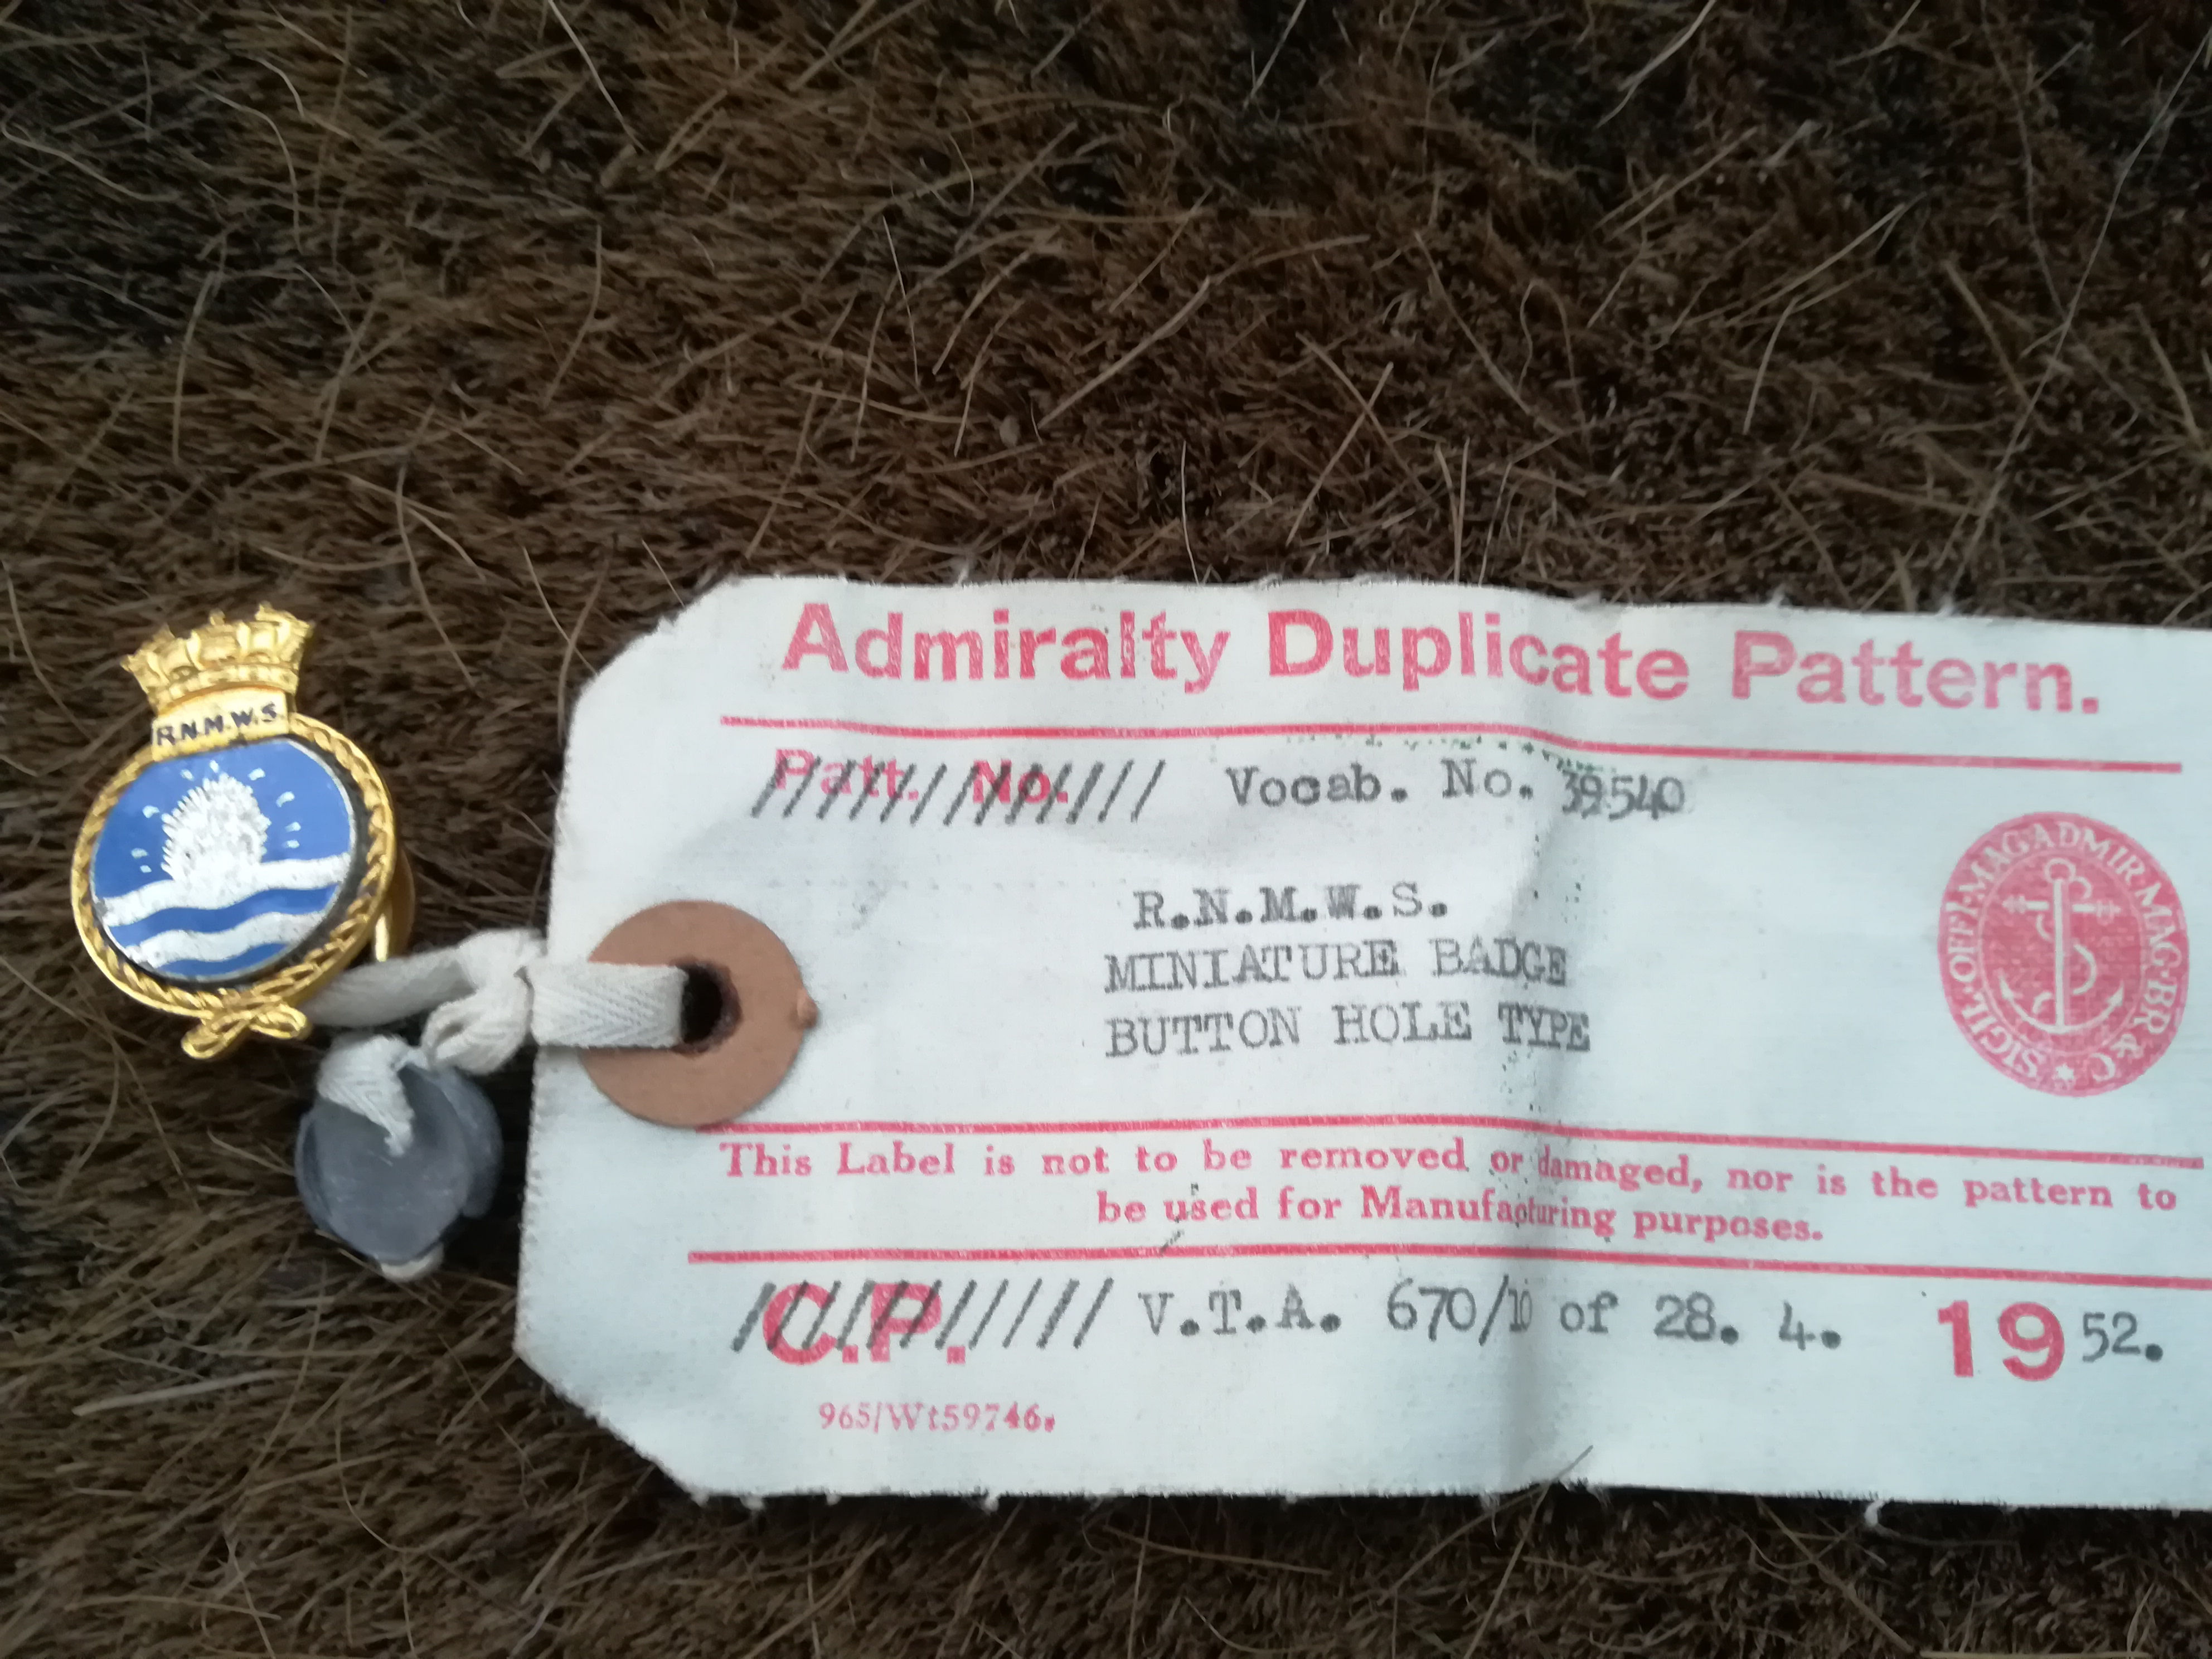 R.N.M.W.S.
Admiralty Duplicate Pattern.
Patt. No. Vocab. No. 39540
R.N.M.W.S.
MINIATURE BADGE
BUTTON HOLE TYPE
SIGIL·OFFI·MAG·ADMIR·MAG·BR·&C·
This Label is not to be removed or damaged, nor is the pattern to
be used for Manufacturing purposes.
C.P. V.T.A. 670/10 of 28. 4. 1952.
965/Wt59746.